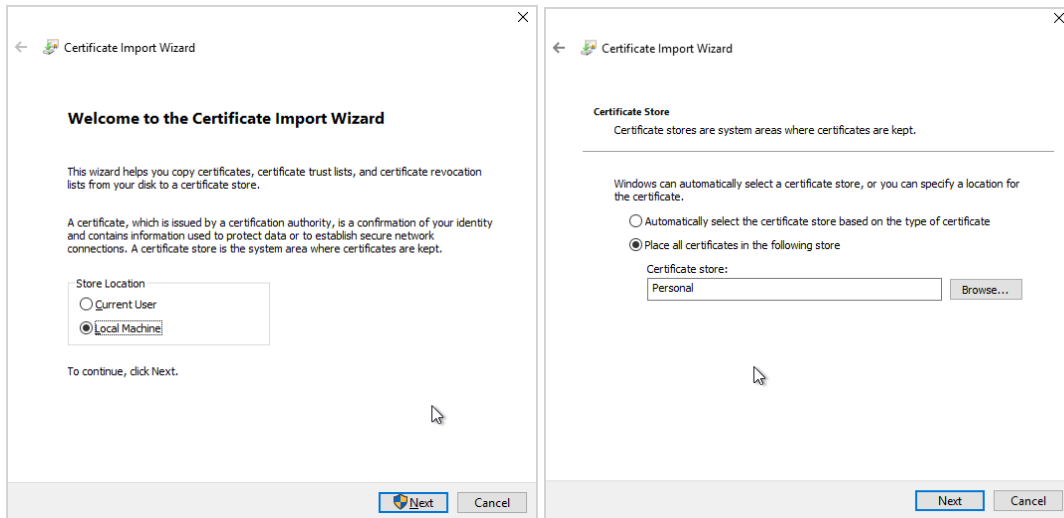 Certificate Import Wizard
Welcome to the Certificate Import Wizard
This wizard helps you copy certificates, certificate trust lists, and certificate revocation
lists from your disk to a certificate store.
A certificate, which is issued by a certification authority, is a confirmation of your identity
and contains information used to protect data or to establish secure network
connections. A certificate store is the system area where certificates are kept.
Store Location
Current User
Local Machine
To continue, click Next.
Next
Cancel
Certificate Import Wizard
Certificate Store
Certificate stores are system areas where certificates are kept.
Windows can automatically select a certificate store, or you can specify a location for
the certificate.
Automatically select the certificate store based on the type of certificate
Place all certificates in the following store
Certificate store:
Personal
Browse...
Next
Cancel